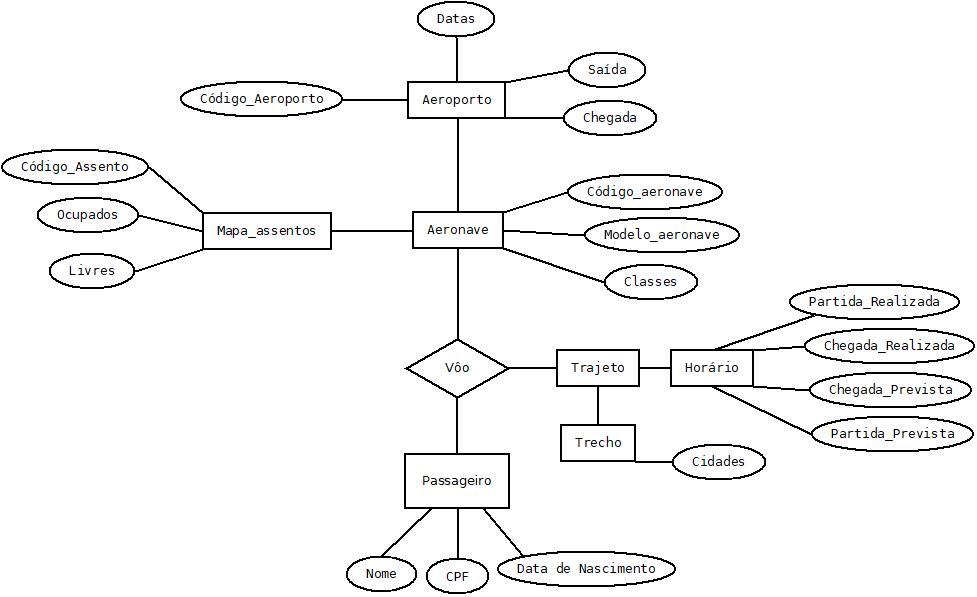 Datas
Saída
Código_Aeroporto
Aeroporto
Chegada
Código_Assento
Código_aeronave
Ocupados
Mapa_assentos
Aeronave
Modelo_aeronave
Livres
Classes
Partida_Realizada
Chegada_Realizada
Vôo
Trajeto
Horário
Chegada_Prevista
Partida_Prevista
Trecho
Cidades
Passageiro
Nome
CPF
Data de Nascimento